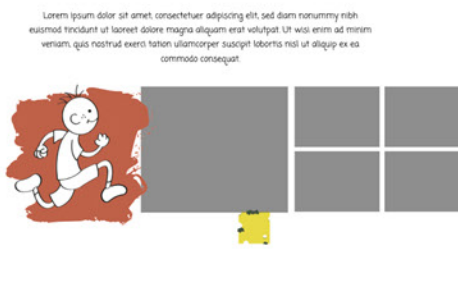 Lorem ipsum dolor sit amet, consectetuer adipiscing elit, sed diam nonummy nibh
euismod tincidunt ut laoreet dolore magna aliquam erat volutpat. Ut wisi enim ad minim
veniam, quis nostrud exerci tation ullamcorper suscipit lobortis nisl ut aliquip ex ea
commodo consequat.